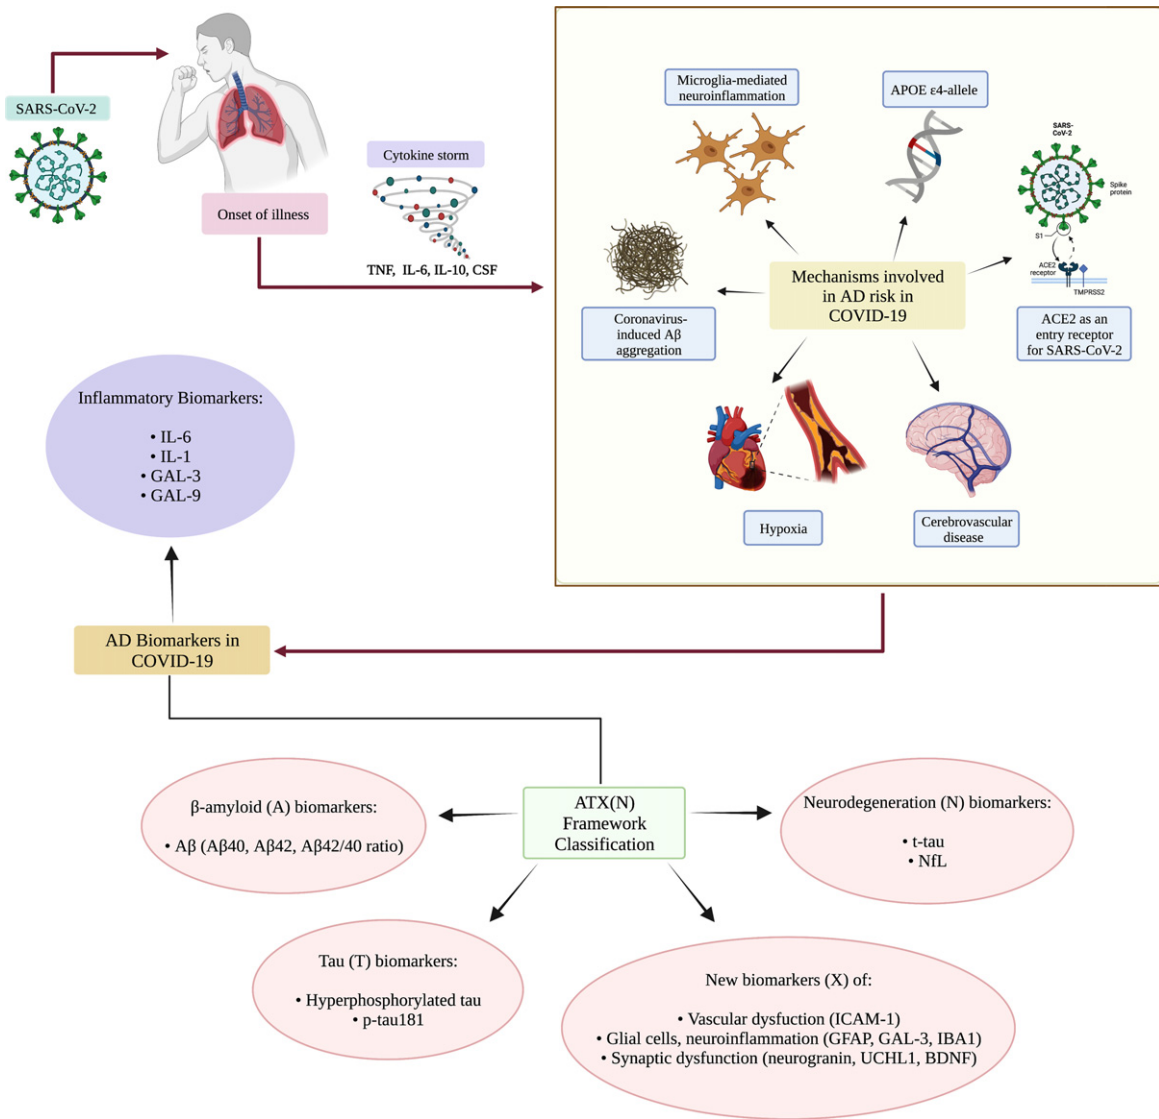 SARS-CoV-2
Onset of illness
Cytokine storm
TNF, IL-6, IL-10, CSF
Microglia-mediated
neuroinflammation
APOE ε4-allele
SARS-
CoV-2
Spike
protein
S1
ACE2
receptor
TMPRSS2
ACE2 as an
entry receptor
for SARS-CoV-2
Mechanisms involved
in AD risk in
COVID-19
Coronavirus-
induced Aβ
aggregation
Hypoxia
Cerebrovascular
disease
Inflammatory Biomarkers:
• IL-6
• IL-1
• GAL-3
• GAL-9
AD Biomarkers in
COVID-19
ATX(N)
Framework
Classification
β-amyloid (A) biomarkers:
• Aβ (Aβ40, Aβ42, Aβ42/40 ratio)
Neurodegeneration (N) biomarkers:
• t-tau
• NfL
Tau (T) biomarkers:
• Hyperphosphorylated tau
• p-tau181
New biomarkers (X) of:
• Vascular dysfuction (ICAM-1)
• Glial cells, neuroinflammation (GFAP, GAL-3, IBA1)
• Synaptic dysfunction (neurogranin, UCHL1, BDNF)